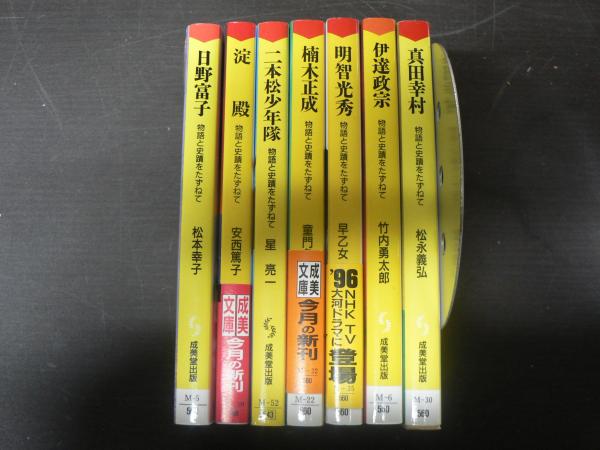 日野富子
物語と史蹟をたずねて
松本幸子
成美堂出版
M-5
淀殿
物語と史蹟をたずねて
安西篤子
成美文庫
今月の新刊
二本松少年隊
物語と史蹟をたずねて
星亮一
成美堂出版
M-52
楠木正成
物語と史蹟をたずねて
童門
成美文庫
今月の新刊
M-22
560
明智光秀
物語と史蹟をたずねて
早乙女
'96
NHK TV
大河ドラマに
登場
560
伊達政宗
物語と史蹟をたずねて
竹内勇太郎
成美堂出版
M-6
560
真田幸村
物語と史蹟をたずねて
松永義弘
成美堂出版
M-30
560